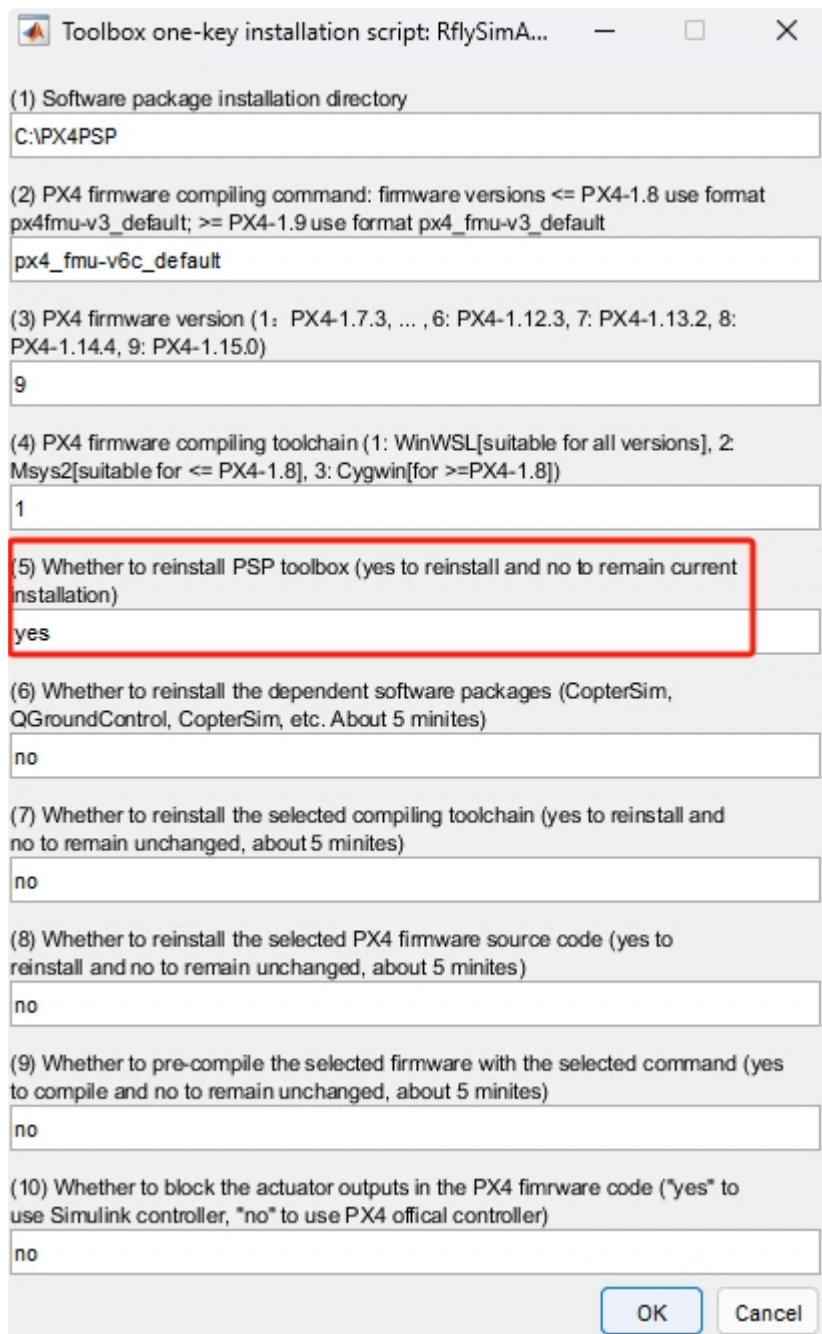 Toolbox one-key installation script: RflySimA...
(1) Software package installation directory
C:\PX4PSP
(2) PX4 firmware compiling command: firmware versions <= PX4-1.8 use format
px4fmu-v3_default; >= PX4-1.9 use format px4_fmu-v3_default
px4_fmu-v6c_default
(3) PX4 firmware version (1：PX4-1.7.3, ... , 6: PX4-1.12.3, 7: PX4-1.13.2, 8:
PX4-1.14.4, 9: PX4-1.15.0)
9
(4) PX4 firmware compiling toolchain (1: WinWSL[suitable for all versions], 2:
Msys2[suitable for <= PX4-1.8], 3: Cygwin[for >=PX4-1.8])
1
(5) Whether to reinstall PSP toolbox (yes to reinstall and no to remain current
installation)
yes
(6) Whether to reinstall the dependent software packages (CopterSim,
QGroundControl, CopterSim, etc. About 5 minites)
no
(7) Whether to reinstall the selected compiling toolchain (yes to reinstall and
no to remain unchanged, about 5 minites)
no
(8) Whether to reinstall the selected PX4 firmware source code (yes to
reinstall and no to remain unchanged, about 5 minites)
no
(9) Whether to pre-compile the selected firmware with the selected command (yes
to compile and no to remain unchanged, about 5 minites)
no
(10) Whether to block the actuator outputs in the PX4 fimrware code ("yes" to
use Simulink controller, "no" to use PX4 offical controller)
no
OK Cancel